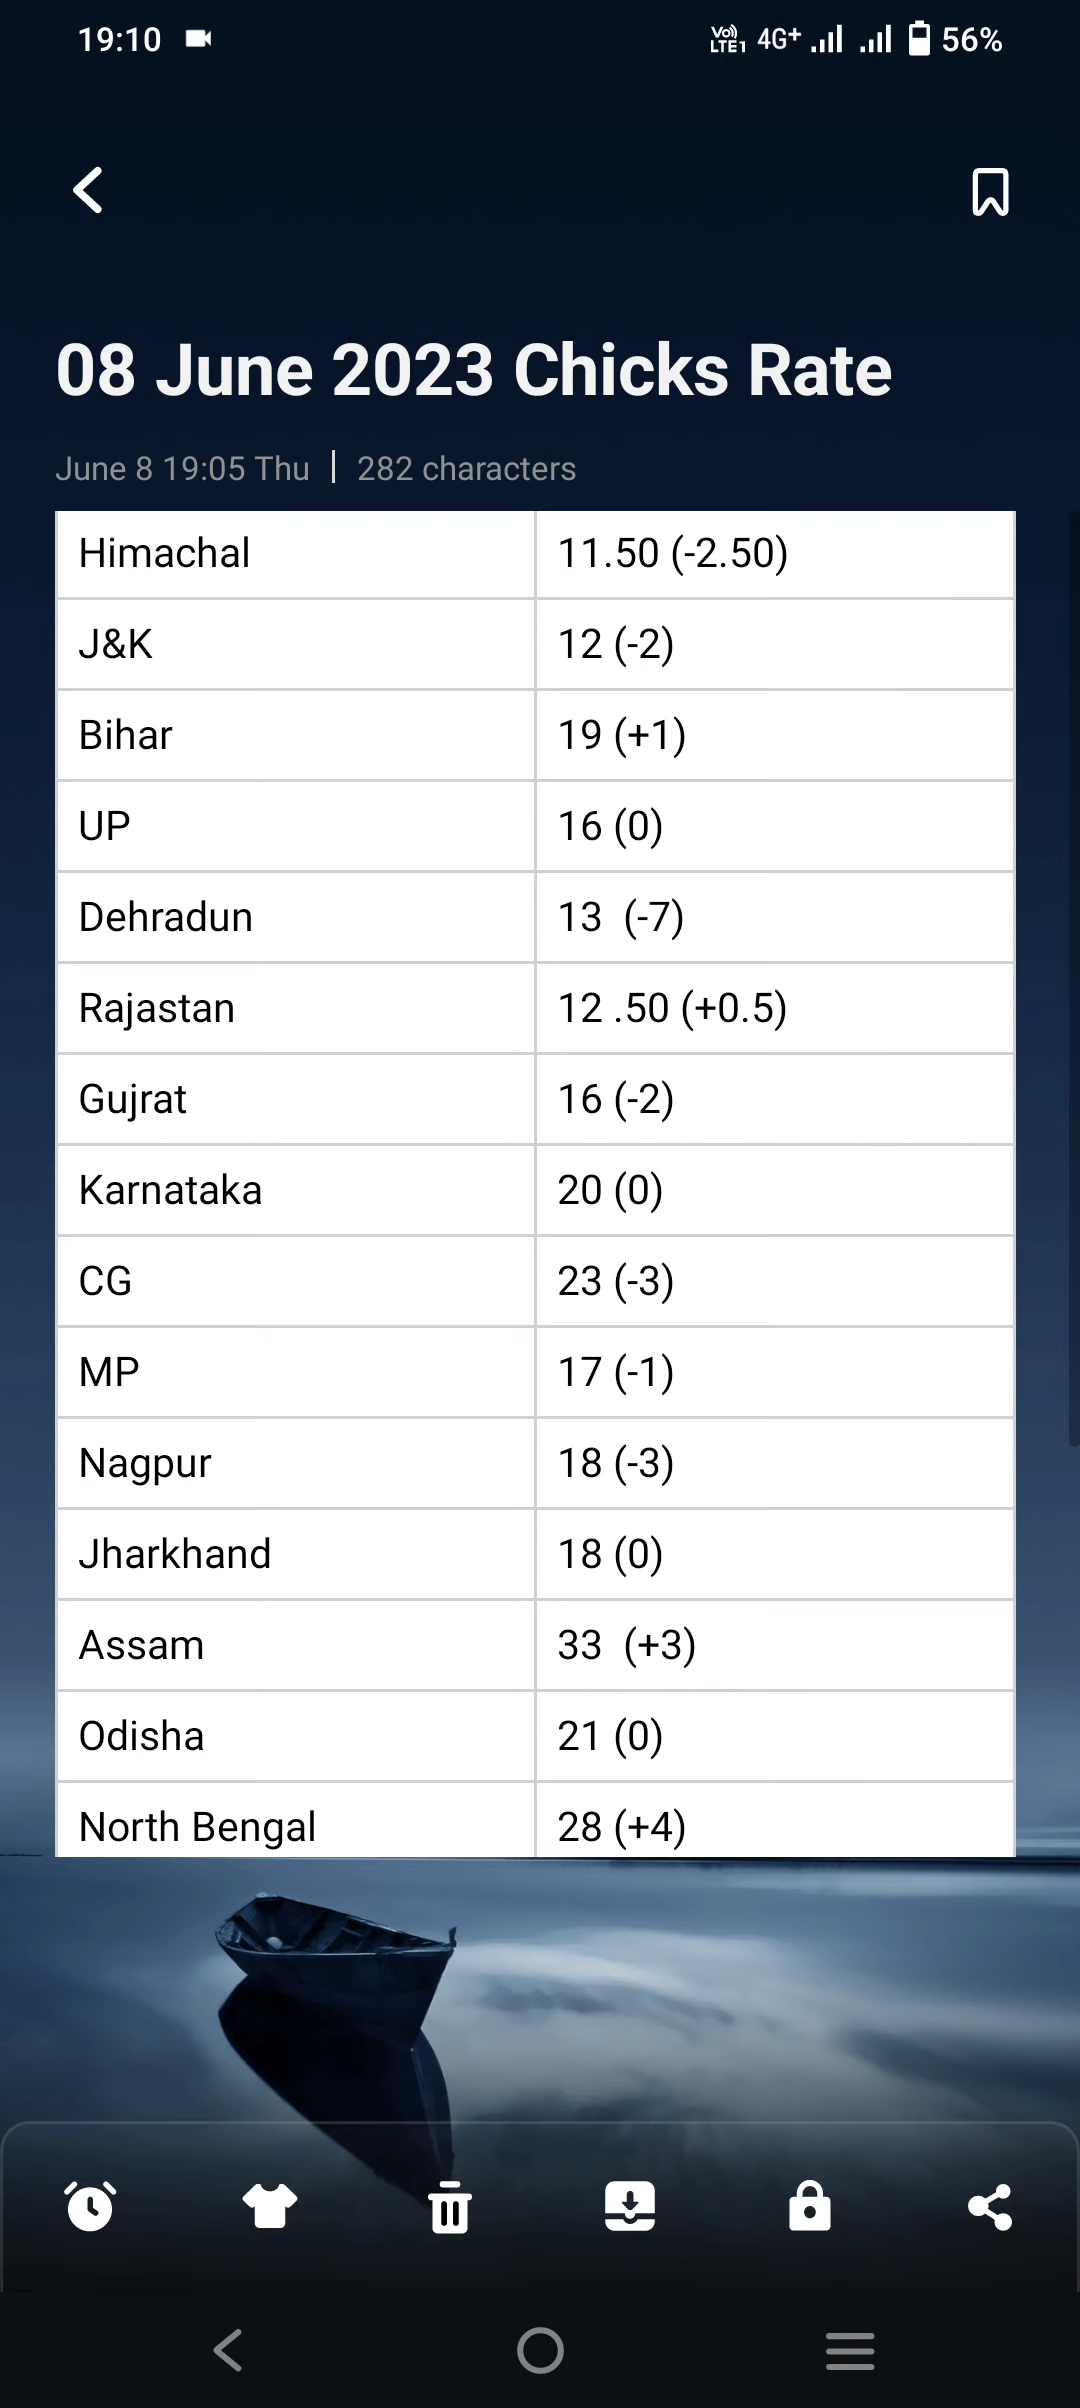 19:10 Vo)) LTE1 4G+ 56%
08 June 2023 Chicks Rate
June 8 19:05 Thu | 282 characters
Himachal 11.50 (-2.50)
J&K 12 (-2)
Bihar 19 (+1)
UP 16 (0)
Dehradun 13  (-7)
Rajastan 12 .50 (+0.5)
Gujrat 16 (-2)
Karnataka 20 (0)
CG 23 (-3)
MP 17 (-1)
Nagpur 18 (-3)
Jharkhand 18 (0)
Assam 33  (+3)
Odisha 21 (0)
North Bengal 28 (+4)